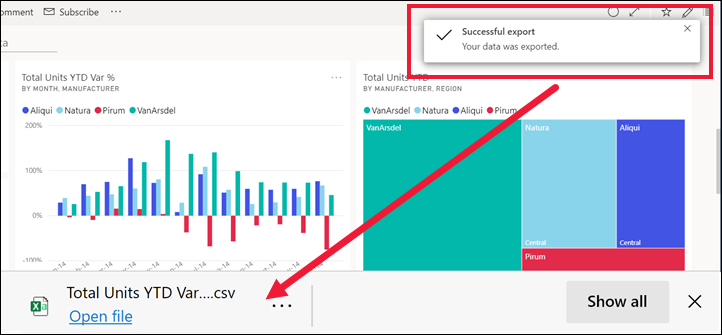 omment
Subscribe
...
ta
Successful export
Your data was exported.
Total Units YTD Var %
BY MONTH, MANUFACTURER
Aliqui Natura Pirum VanArsdel
200%
100%
0%
-100%
Total Units YTD
BY MANUFACTURER, REGION
VanArsdel Natura Aliqui Pirum
VanArsdel
Natura
Aliqui
Central
Central
Pirum
Total Units YTD Var....csv
Open file
...
Show all